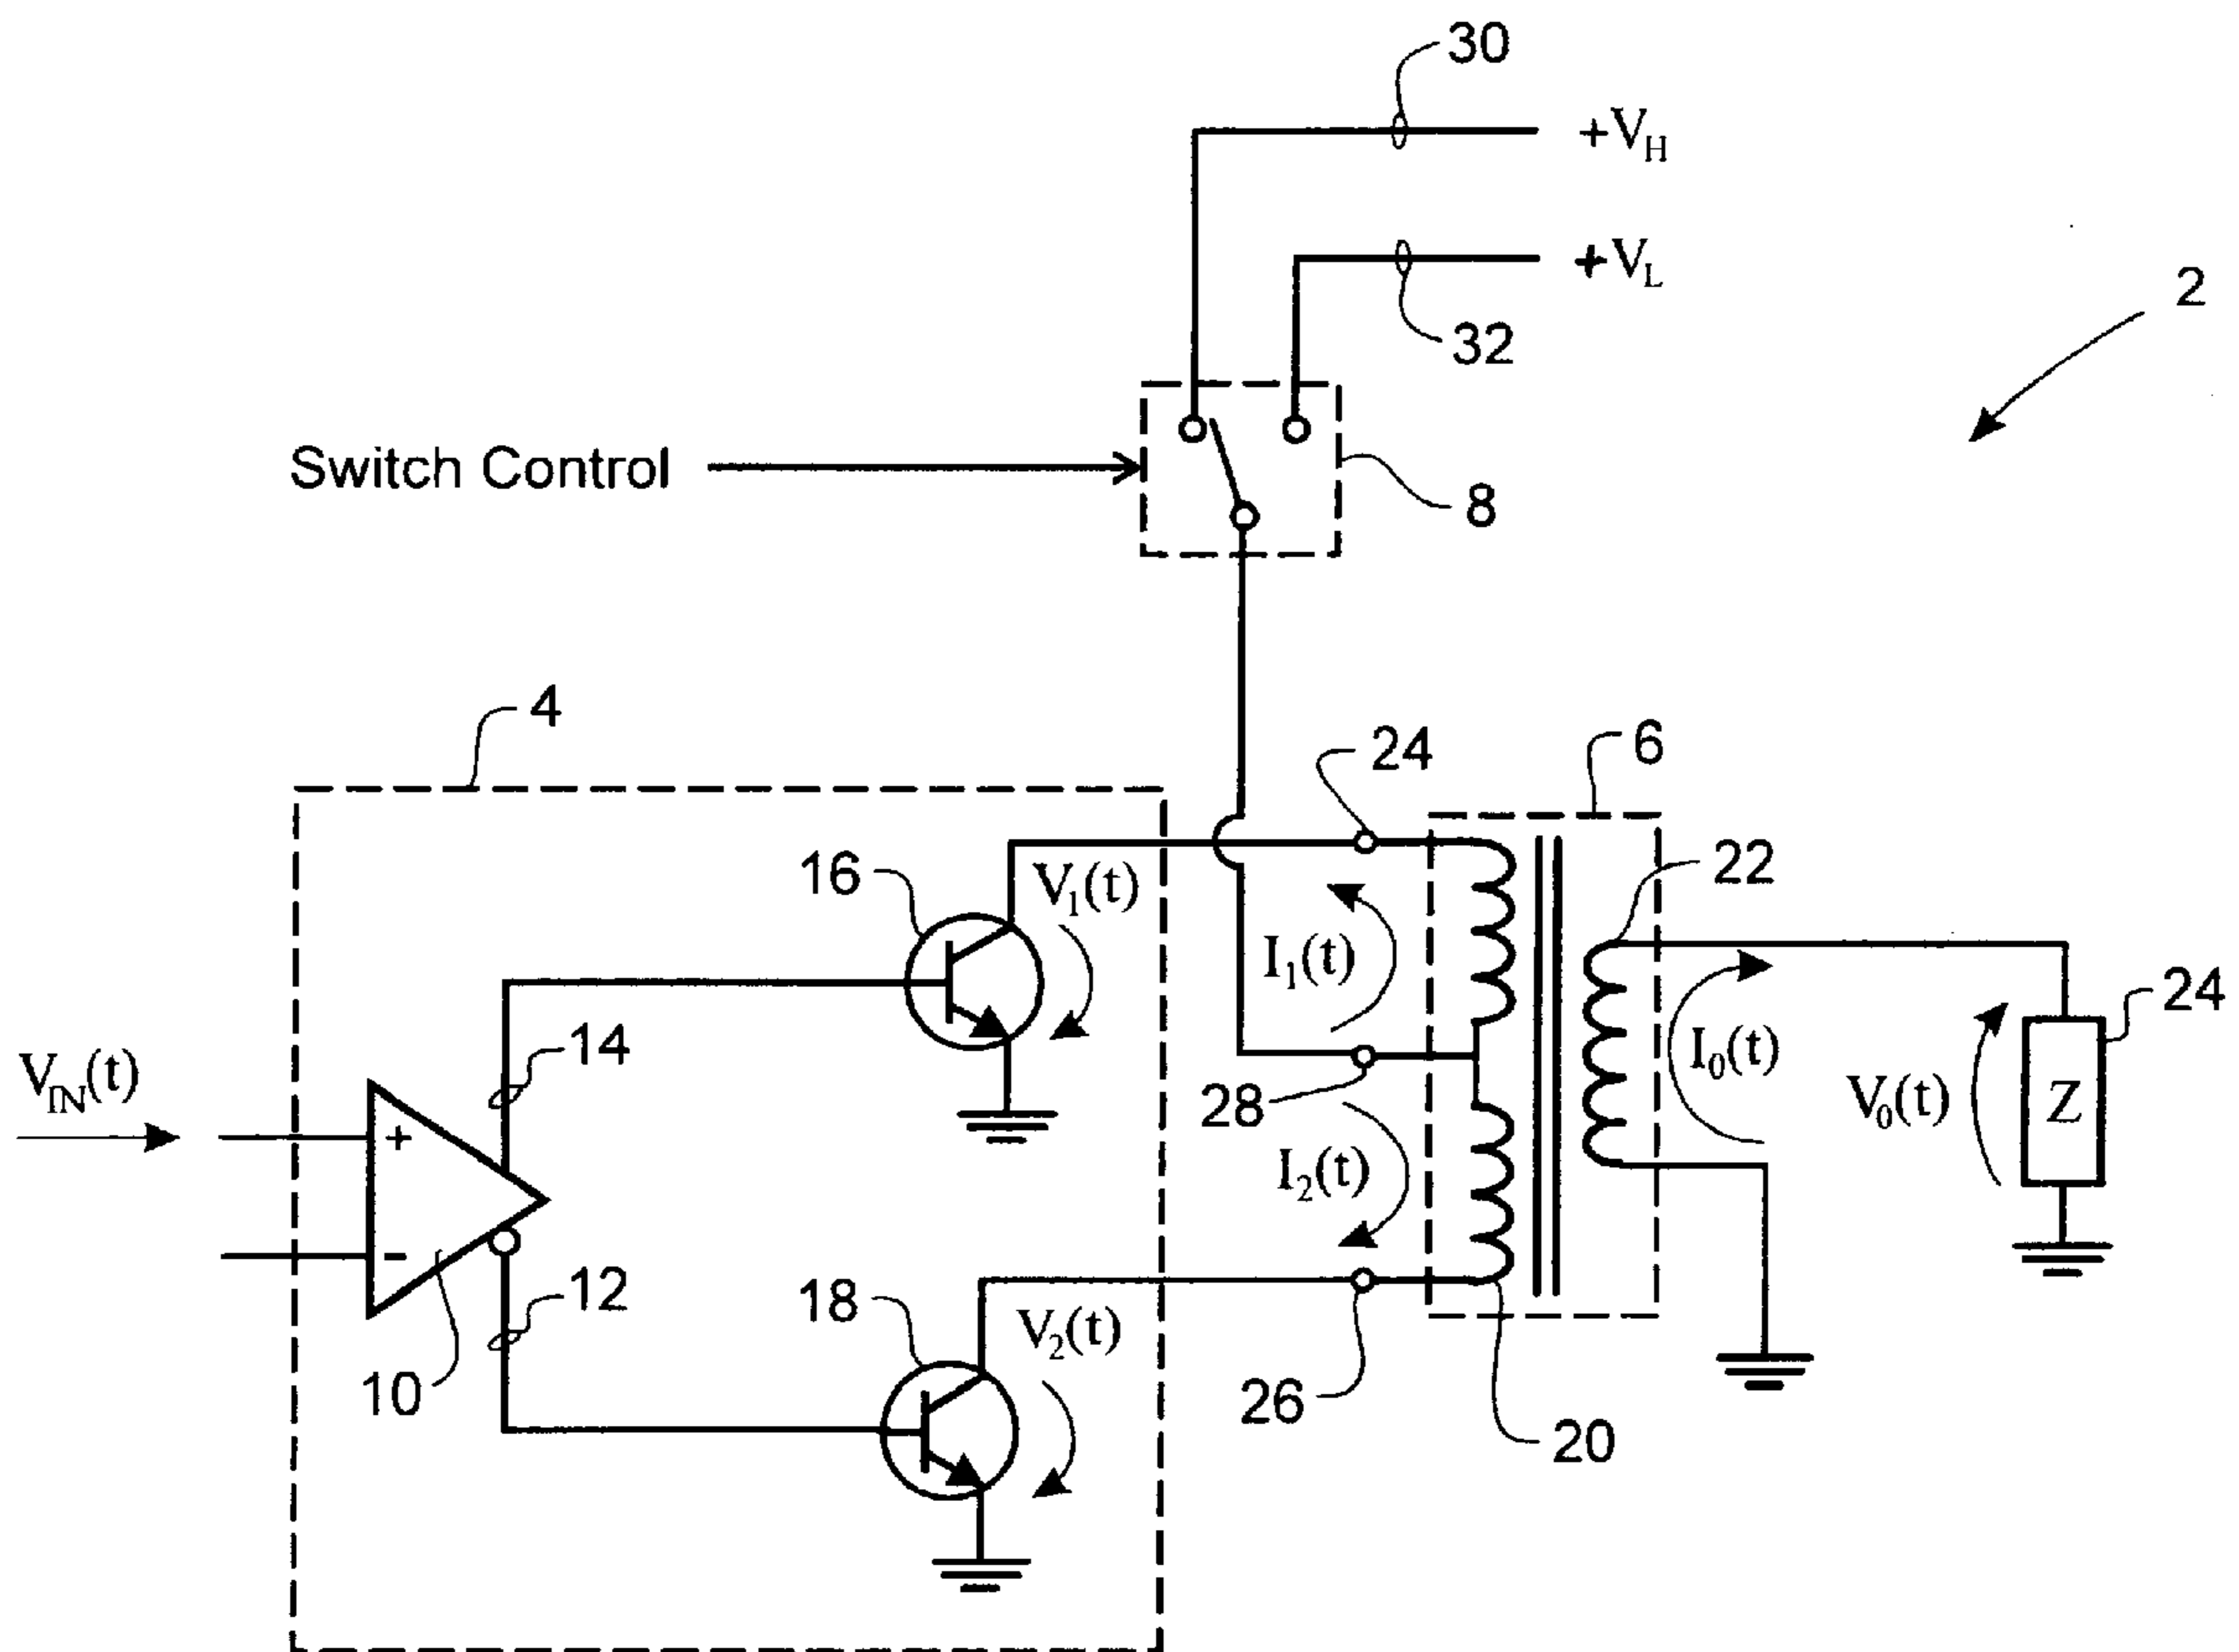 30
+V_H
+V_L
2
32
Switch Control
8
4
24
6
16
V_1(t)
22
I_1(t)
24
14
V_IN(t)
I_0(t)
V_0(t)
Z
28
+
I_2(t)
-
12
18
V_2(t)
10
26
20